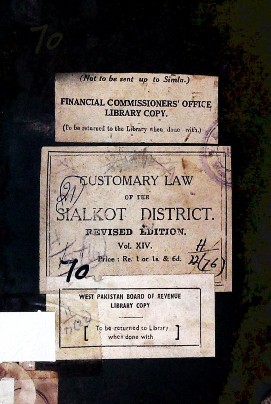 70
(Not to be sent up to Simla.)
FINANCIAL COMMISSIONERS' OFFICE
LIBRARY COPY.
(To be returned to the Library when done with.)
CUSTOMARY LAW
OF THE
SIALKOT DISTRICT.
REVISED EDITION.
Vol. XIV.
Price : Re. 1 or 1s. & 6d.
70
WEST PAKISTAN BOARD OF REVENUE
LIBRARY COPY
[ To be returned to Library
when done with ]